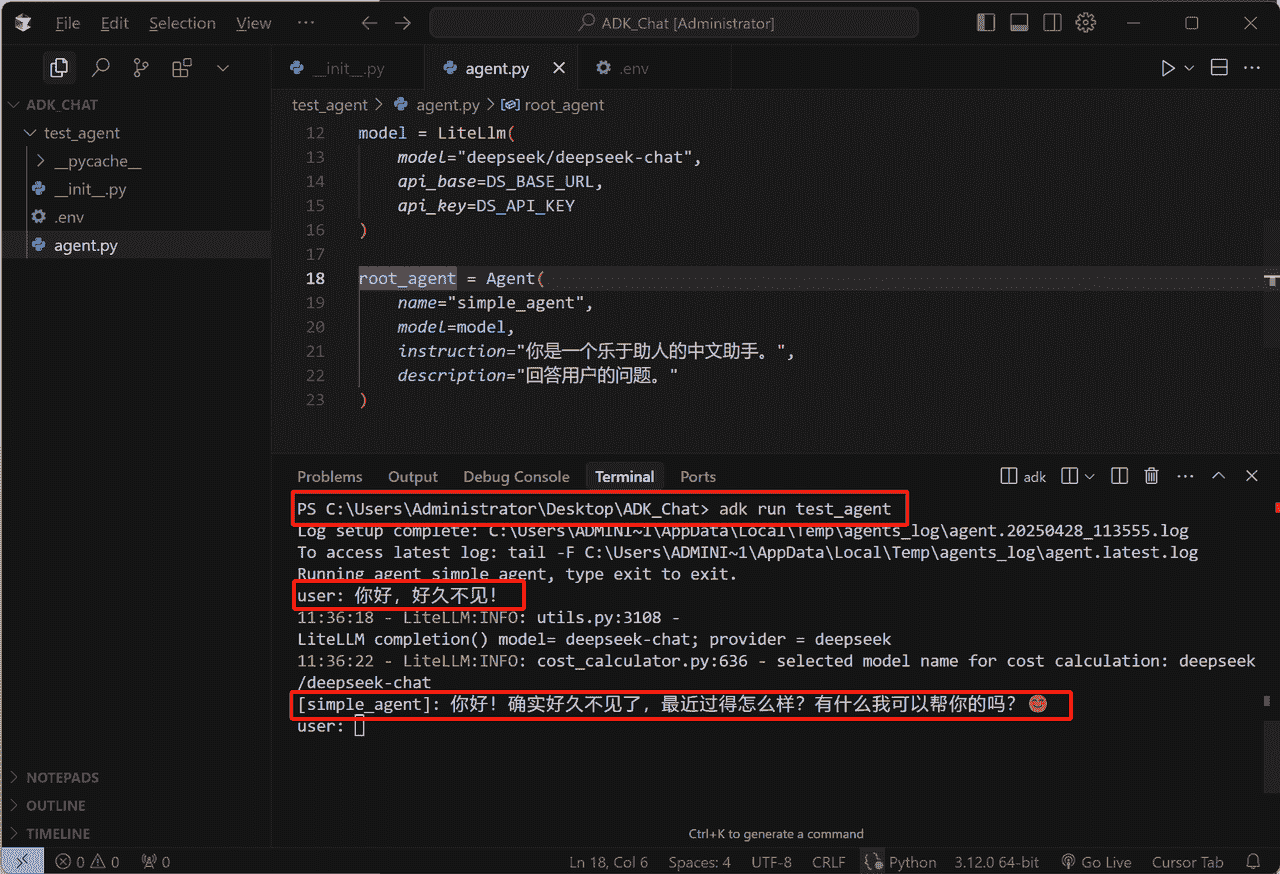 File Edit Selection View ··· ADK_Chat [Administrator]
__init__.py agent.py .env
ADK_CHAT
test_agent
__pycache__
__init__.py
.env
agent.py
NOTEPADS
OUTLINE
TIMELINE
test_agent > agent.py > root_agent
12 model = LiteLlm(
13 model="deepseek/deepseek-chat",
14 api_base=DS_BASE_URL,
15 api_key=DS_API_KEY
16 )
17
18 root_agent = Agent(
19 name="simple_agent",
20 model=model,
21 instruction="你是一个乐于助人的中文助手。",
22 description="回答用户的问题。"
23 )
Problems Output Debug Console Terminal Ports adk
PS C:\Users\Administrator\Desktop\ADK_Chat> adk run test_agent
Log setup complete: C:\Users\ADMINI~1\AppData\Local\Temp\agents_log\agent.20250428_113555.log
To access latest log: tail -F C:\Users\ADMINI~1\AppData\Local\Temp\agents_log\agent.latest.log
Running agent simple_agent, type exit to exit.
user: 你好，好久不见！
11:36:18 - LiteLLM:INFO: utils.py:3108 -
LiteLLM completion() model= deepseek-chat; provider = deepseek
11:36:22 - LiteLLM:INFO: cost_calculator.py:636 - selected model name for cost calculation: deepseek
/deepseek-chat
[simple_agent]: 你好！确实好久不见了，最近过得怎么样？有什么我可以帮你的吗？
user:
Ctrl+K to generate a command
0 0 0 Ln 18, Col 6 Spaces: 4 UTF-8 CRLF Python 3.12.0 64-bit Go Live Cursor Tab